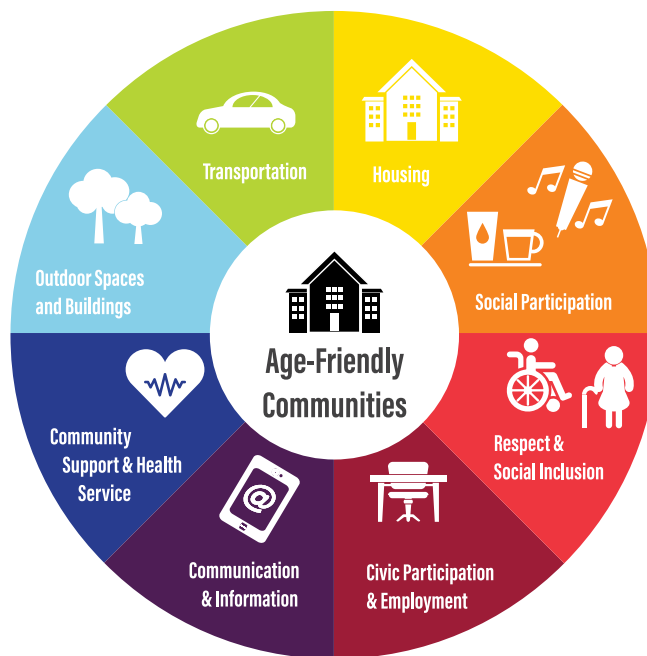 Transportation
Housing
Outdoor Spaces
and Buildings
Social Participation
Age-Friendly
Communities
Community
Support & Health
Service
Respect &
Social Inclusion
@
Communication
& Information
Civic Participation
& Employment